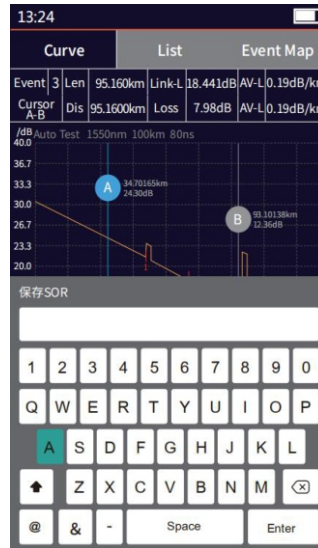 13:24
Curve List Event Map
Event 3 Len 95.160km Link-L 18.441dB AV-L 0.19dB/k
Cursor A-B Dis 95.1600km Loss 7.98dB AV-L 0.19dB/k
/dB Auto Test 1550nm 100km 80ns
40.0
36.7
33.3
A 34.70165km
24.30dB
30.0
B 93.10138km
12.36dB
26.7
23.3
20.0
保存SOR
1 2 3 4 5 6 7 8 9 0
Q W E R T Y U I O P
A S D F G H J K L
Z X C V B N M
@ & - Space Enter